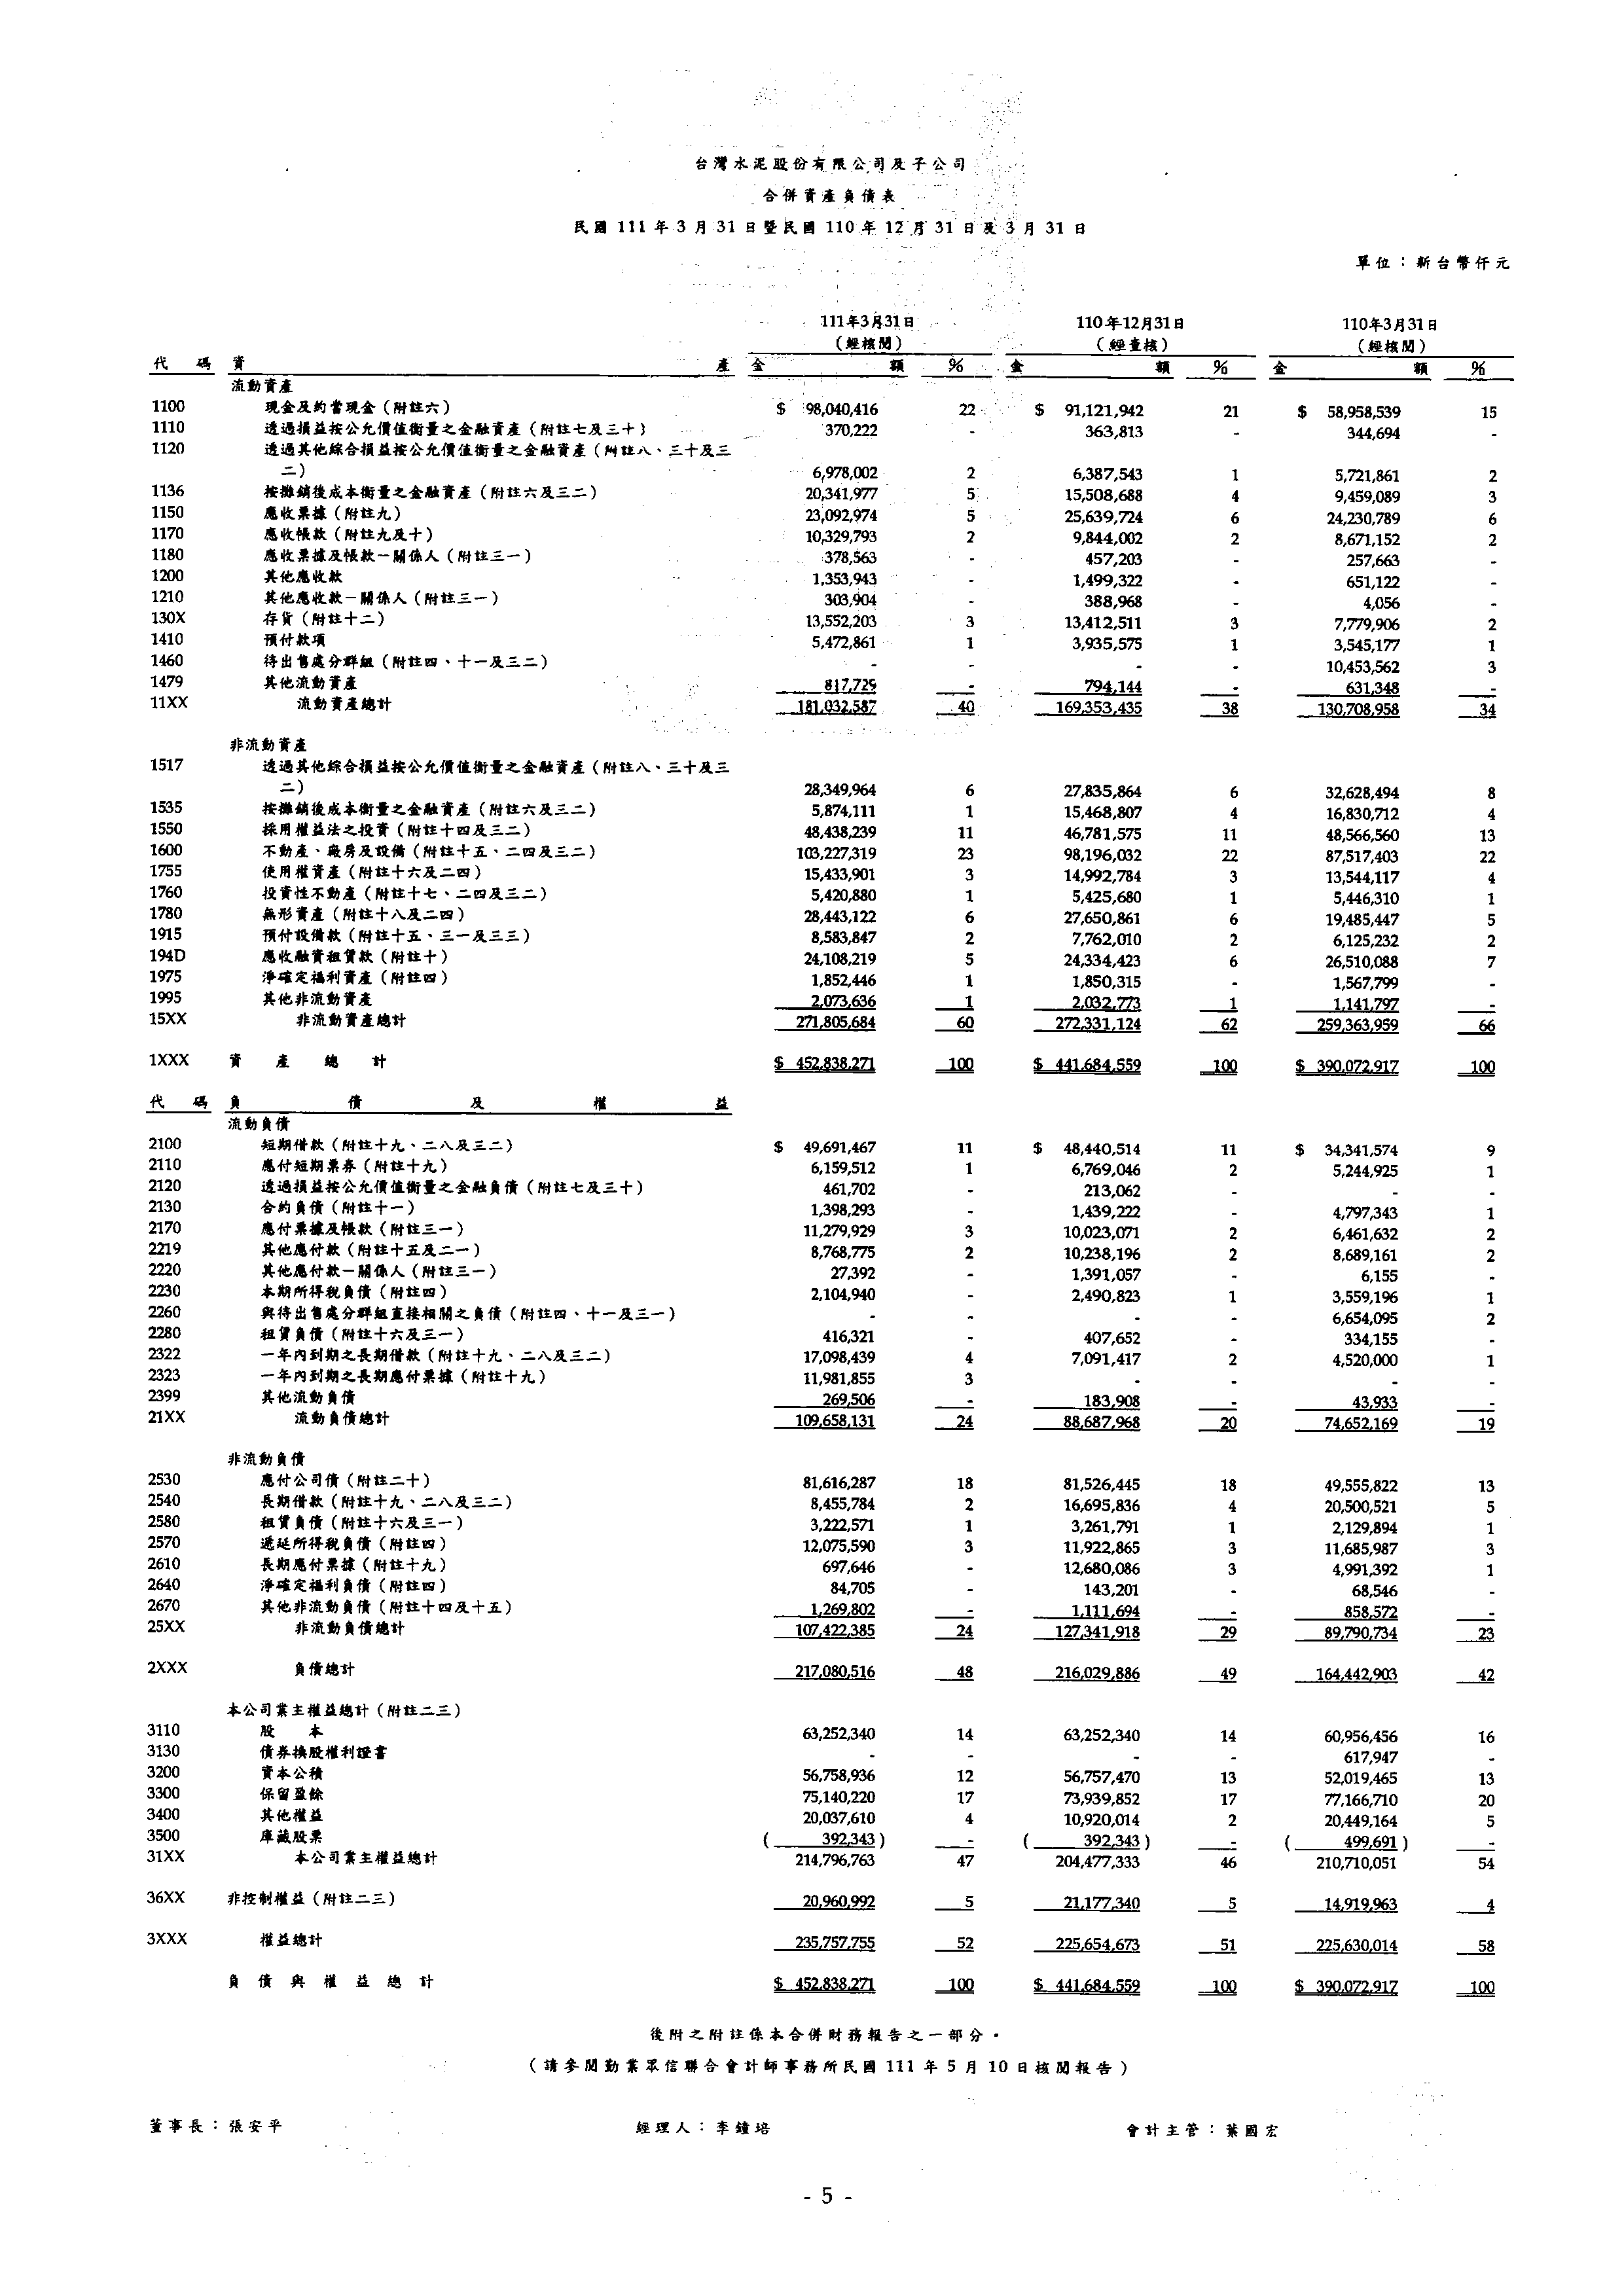 台灣水泥股份有限公司及子公司
合併資產負債表
民國 111 年 3 月 31 日暨民國 110 年 12 月 31 日及 3 月 31 日
單位：新台幣仟元
111年3月31日 110年12月31日 110年3月31日
（經核閱） （經查核） （經核閱）
代碼 資產 金額 % 金額 % 金額 %
流動資產
1100 現金及約當現金（附註六） $ 98,040,416 22 $ 91,121,942 21 $ 58,958,539 15
1110 透過損益按公允價值衡量之金融資產（附註七及三十） 370,222 - 363,813 - 344,694 -
1120 透過其他綜合損益按公允價值衡量之金融資產（附註八、三十及三
二） 6,978,002 2 6,387,543 1 5,721,861 2
1136 按攤銷後成本衡量之金融資產（附註六及三二） 20,341,977 5 15,508,688 4 9,459,089 3
1150 應收票據（附註九） 23,092,974 5 25,639,724 6 24,230,789 6
1170 應收帳款（附註九及十） 10,329,793 2 9,844,002 2 8,671,152 2
1180 應收票據及帳款－關係人（附註三一） 378,563 - 457,203 - 257,663 -
1200 其他應收款 1,353,943 - 1,499,322 - 651,122 -
1210 其他應收款－關係人（附註三一） 303,904 - 388,968 - 4,056 -
130X 存貨（附註十二） 13,552,203 3 13,412,511 3 7,779,906 2
1410 預付款項 5,472,861 1 3,935,575 1 3,545,177 1
1460 待出售處分群組（附註四、十一及三二） - - - - 10,453,562 3
1479 其他流動資產 817,729 - 794,144 - 631,348 -
11XX 流動資產總計 181,032,587 40 169,353,435 38 130,708,958 34
非流動資產
1517 透過其他綜合損益按公允價值衡量之金融資產（附註八、三十及三
二） 28,349,964 6 27,835,864 6 32,628,494 8
1535 按攤銷後成本衡量之金融資產（附註六及三二） 5,874,111 1 15,468,807 4 16,830,712 4
1550 採用權益法之投資（附註十四及三二） 48,438,239 11 46,781,575 11 48,566,560 13
1600 不動產、廠房及設備（附註十五、二四及三二） 103,227,319 23 98,196,032 22 87,517,403 22
1755 使用權資產（附註十六及二四） 15,433,901 3 14,992,784 3 13,544,117 4
1760 投資性不動產（附註十七、二四及三二） 5,420,880 1 5,425,680 1 5,446,310 1
1780 無形資產（附註十八及二四） 28,443,122 6 27,650,861 6 19,485,447 5
1915 預付設備款（附註十五、三一及三三） 8,583,847 2 7,762,010 2 6,125,232 2
194D 應收融資租賃款（附註十） 24,108,219 5 24,334,423 6 26,510,088 7
1975 淨確定福利資產（附註四） 1,852,446 1 1,850,315 - 1,567,799 -
1995 其他非流動資產 2,073,636 1 2,032,773 1 1,141,797 -
15XX 非流動資產總計 271,805,684 60 272,331,124 62 259,363,959 66
1XXX 資產總計 $ 452,838,271 100 $ 441,684,559 100 $ 390,072,917 100
代碼 負債及權益
流動負債
2100 短期借款（附註十九、二八及三二） $ 49,691,467 11 $ 48,440,514 11 $ 34,341,574 9
2110 應付短期票券（附註十九） 6,159,512 1 6,769,046 2 5,244,925 1
2120 透過損益按公允價值衡量之金融負債（附註七及三十） 461,702 - 213,062 - - -
2130 合約負債（附註十一） 1,398,293 - 1,439,222 - 4,797,343 1
2170 應付票據及帳款（附註三一） 11,279,929 3 10,023,071 2 6,461,632 2
2219 其他應付款（附註十五及二一） 8,768,775 2 10,238,196 2 8,689,161 2
2220 其他應付款－關係人（附註三一） 27,392 - 1,391,057 - 6,155 -
2230 本期所得稅負債（附註四） 2,104,940 - 2,490,823 1 3,559,196 1
2260 與待出售處分群組直接相關之負債（附註四、十一及三一） - - - - 6,654,095 2
2280 租賃負債（附註十六及三一） 416,321 - 407,652 - 334,155 -
2322 一年內到期之長期借款（附註十九、二八及三二） 17,098,439 4 7,091,417 2 4,520,000 1
2323 一年內到期之長期應付票據（附註十九） 11,981,855 3 - - - -
2399 其他流動負債 269,506 - 183,908 - 43,933 -
21XX 流動負債總計 109,658,131 24 88,687,968 20 74,652,169 19
非流動負債
2530 應付公司債（附註二十） 81,616,287 18 81,526,445 18 49,555,822 13
2540 長期借款（附註十九、二八及三二） 8,455,784 2 16,695,836 4 20,500,521 5
2580 租賃負債（附註十六及三一） 3,222,571 1 3,261,791 1 2,129,894 1
2570 遞延所得稅負債（附註四） 12,075,590 3 11,922,865 3 11,685,987 3
2610 長期應付票據（附註十九） 697,646 - 12,680,086 3 4,991,392 1
2640 淨確定福利負債（附註四） 84,705 - 143,201 - 68,546 -
2670 其他非流動負債（附註十四及十五） 1,269,802 - 1,111,694 - 858,572 -
25XX 非流動負債總計 107,422,385 24 127,341,918 29 89,790,734 23
2XXX 負債總計 217,080,516 48 216,029,886 49 164,442,903 42
本公司業主權益總計（附註二三）
3110 股本 63,252,340 14 63,252,340 14 60,956,456 16
3130 債券換股權利證書 - - - - 617,947 -
3200 資本公積 56,758,936 12 56,757,470 13 52,019,465 13
3300 保留盈餘 75,140,220 17 73,939,852 17 77,166,710 20
3400 其他權益 20,037,610 4 10,920,014 2 20,449,164 5
3500 庫藏股票 ( 392,343) - ( 392,343) - ( 499,691) -
31XX 本公司業主權益總計 214,796,763 47 204,477,333 46 210,710,051 54
36XX 非控制權益（附註二三） 20,960,992 5 21,177,340 5 14,919,963 4
3XXX 權益總計 235,757,755 52 225,654,673 51 225,630,014 58
負債與權益總計 $ 452,838,271 100 $ 441,684,559 100 $ 390,072,917 100
後附之附註係本合併財務報告之一部分。
（請參閱勤業眾信聯合會計師事務所民國 111 年 5 月 10 日核閱報告）
董事長：張安平 經理人：李鐘培 會計主管：葉國宏
- 5 -